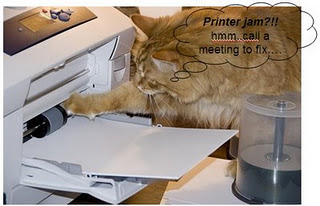 Printer jam?!!
hmm..call a
meeting to fix.....